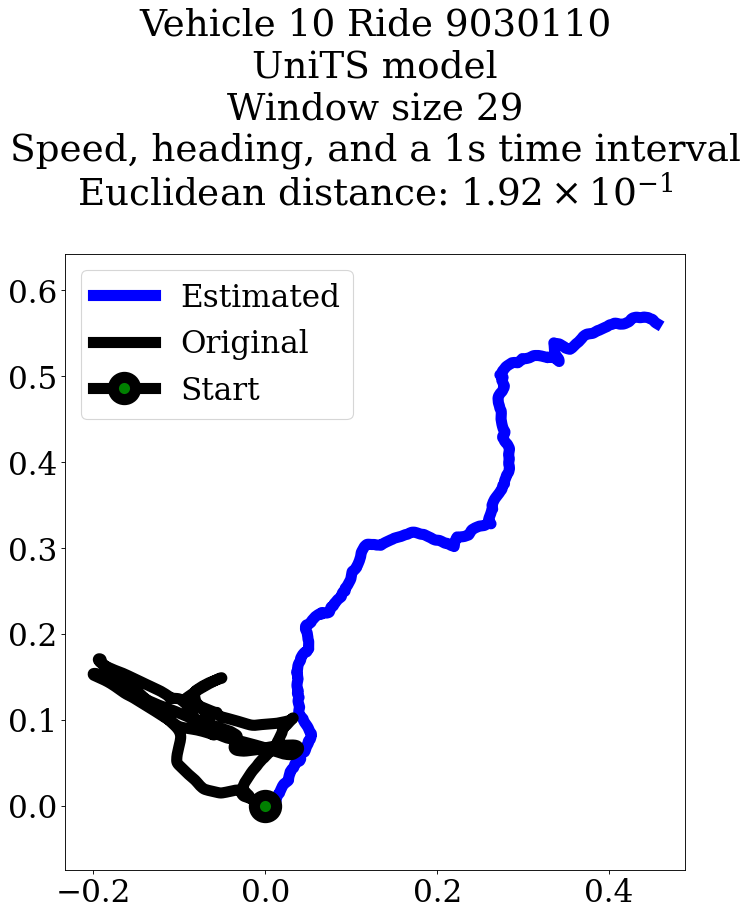 Vehicle 10 Ride 9030110
UniTS model
Window size 29
Speed, heading, and a 1s time interval
Euclidean distance: 1.92 × 10⁻¹
Estimated
Original
Start
0.6
0.5
0.4
0.3
0.2
0.1
0.0
−0.2 0.0 0.2 0.4